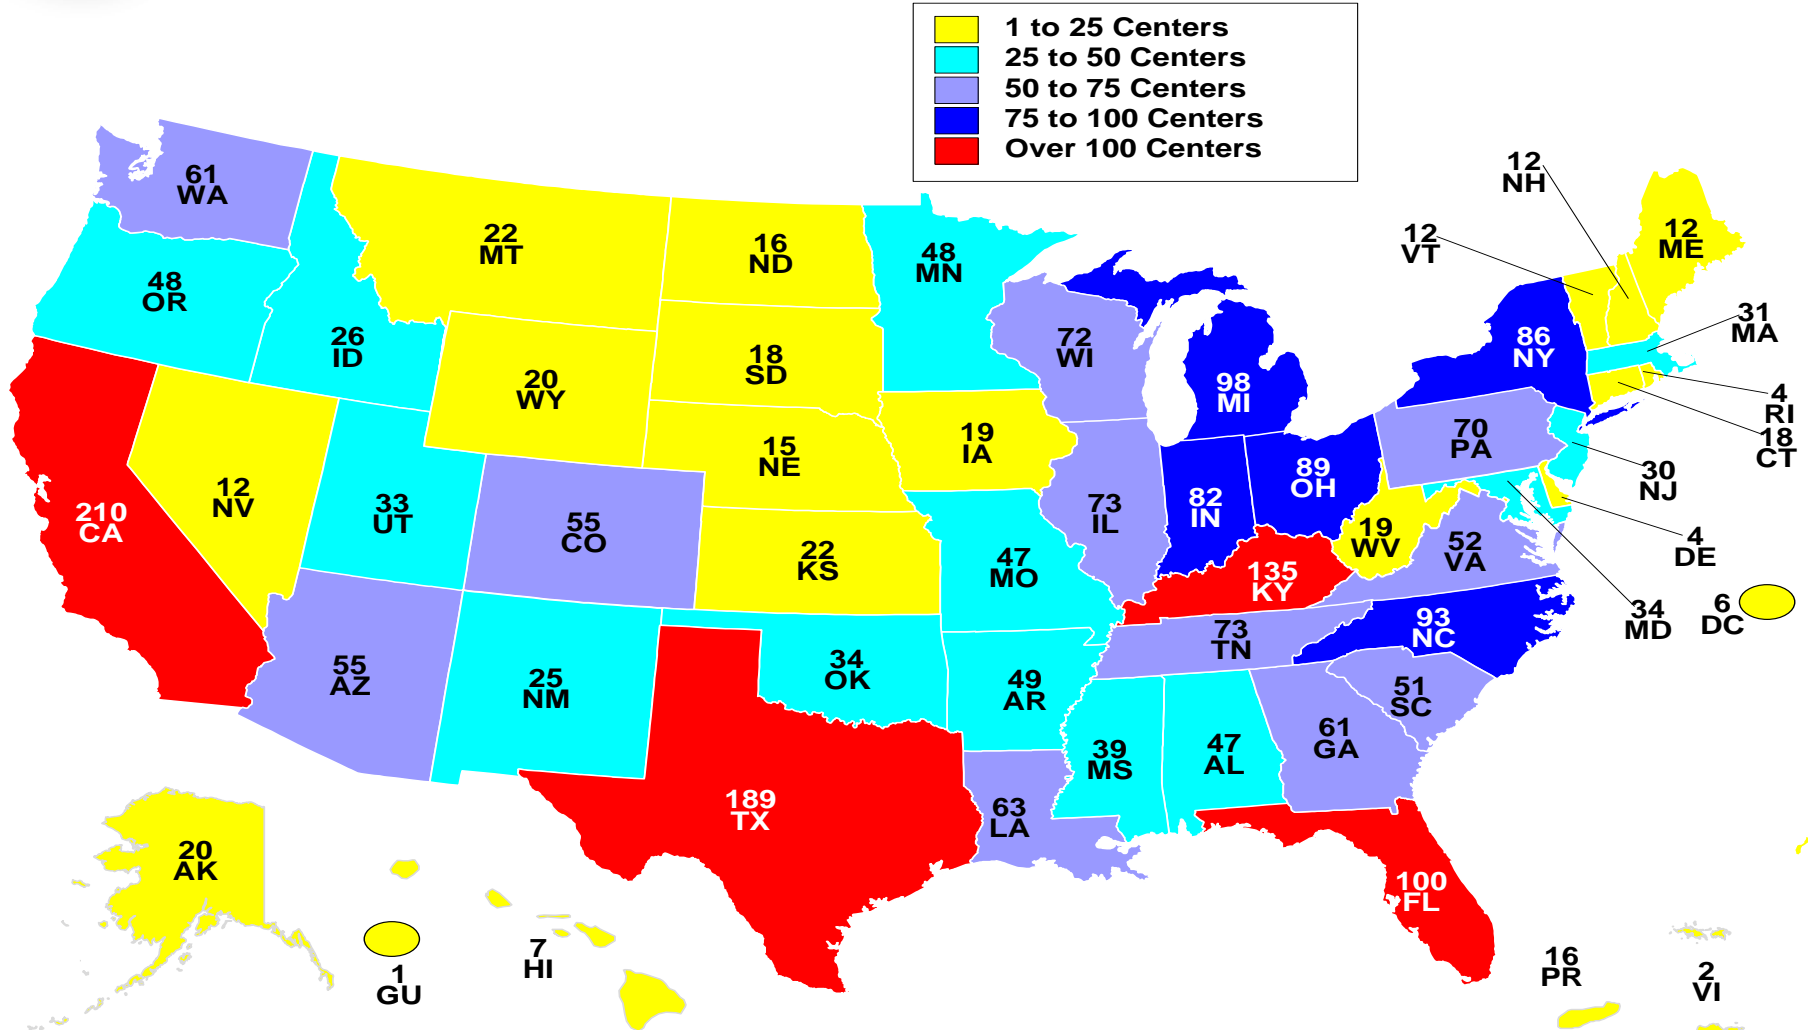 1 to 25 Centers
25 to 50 Centers
50 to 75 Centers
75 to 100 Centers
Over 100 Centers
61
WA
48
OR
26
ID
22
MT
16
ND
48
MN
12
NH
12
VT
12
ME
31
MA
86
NY
72
WI
98
MI
18
SD
20
WY
4
RI
18
CT
19
IA
15
NE
70
PA
30
NJ
89
OH
82
IN
73
IL
12
NV
33
UT
55
CO
210
CA
22
KS
47
MO
19
WV
52
VA
4
DE
135
KY
34
MD
6
DC
93
NC
73
TN
55
AZ
25
NM
34
OK
49
AR
51
SC
61
GA
47
AL
39
MS
189
TX
63
LA
20
AK
100
FL
1
GU
7
HI
16
PR
2
VI